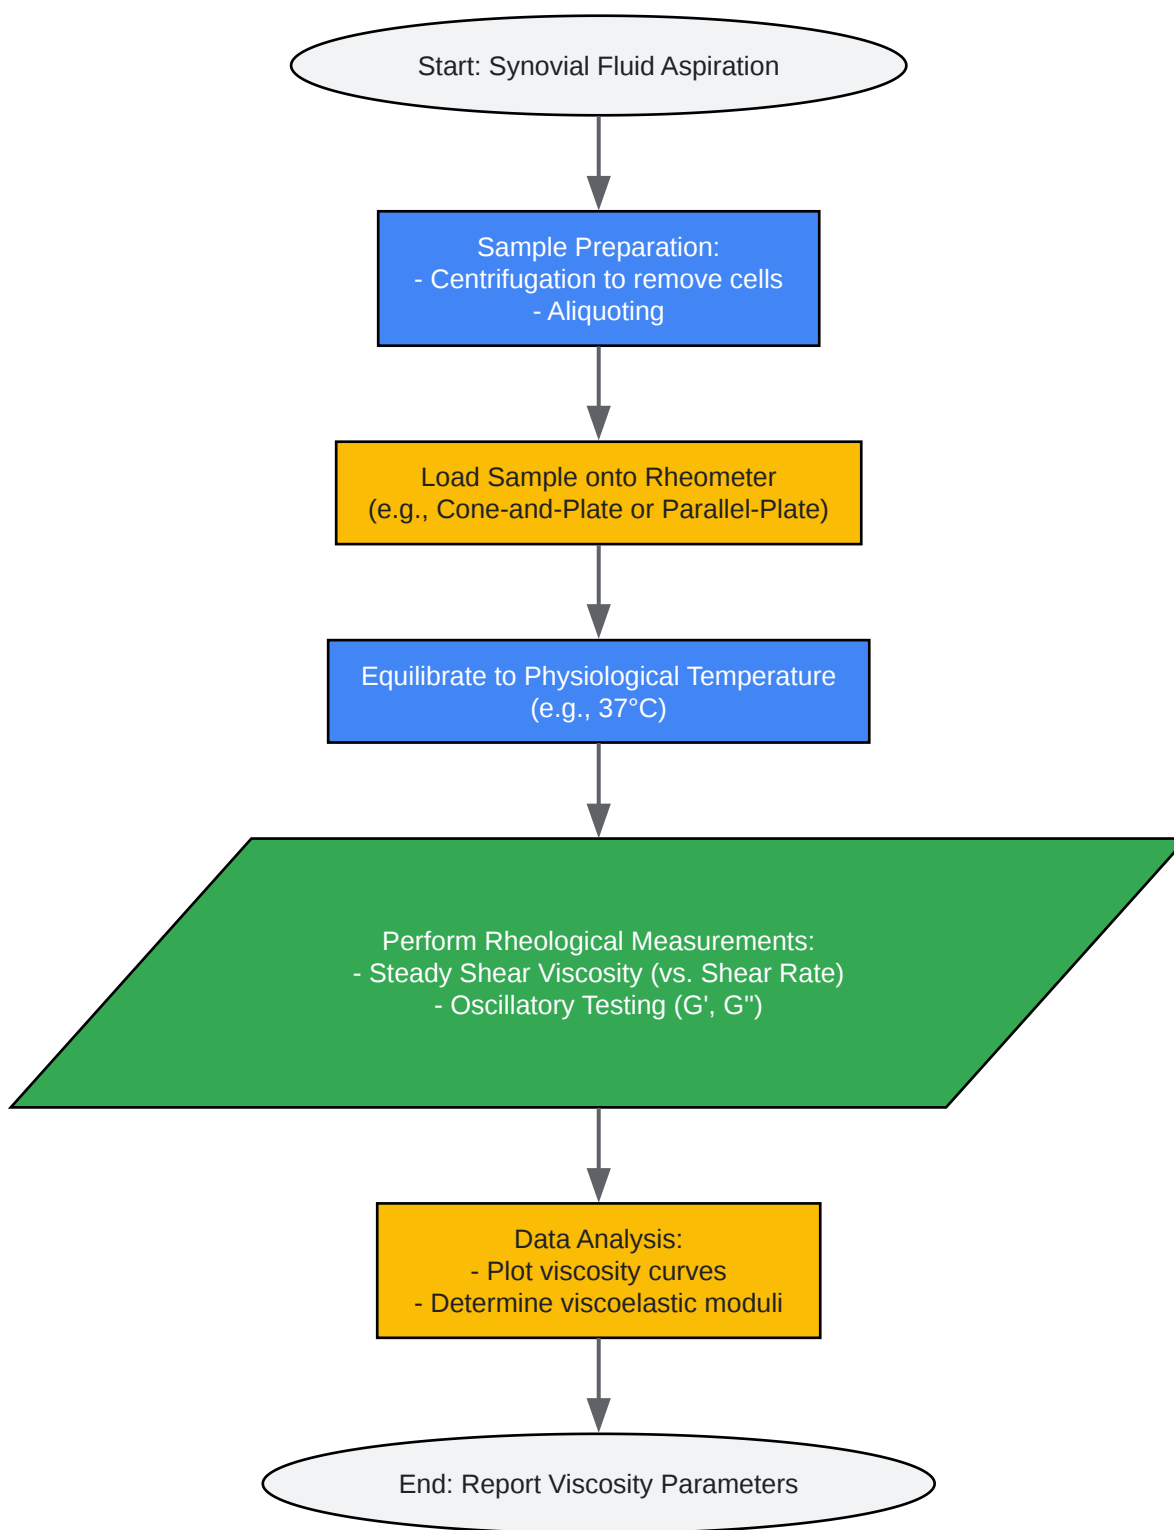 Start: Synovial Fluid Aspiration
Sample Preparation:
- Centrifugation to remove cells
- Aliquoting
Load Sample onto Rheometer
(e.g., Cone-and-Plate or Parallel-Plate)
Equilibrate to Physiological Temperature
(e.g., 37°C)
Perform Rheological Measurements:
- Steady Shear Viscosity (vs. Shear Rate)
- Oscillatory Testing (G', G")
Data Analysis:
- Plot viscosity curves
- Determine viscoelastic moduli
End: Report Viscosity Parameters